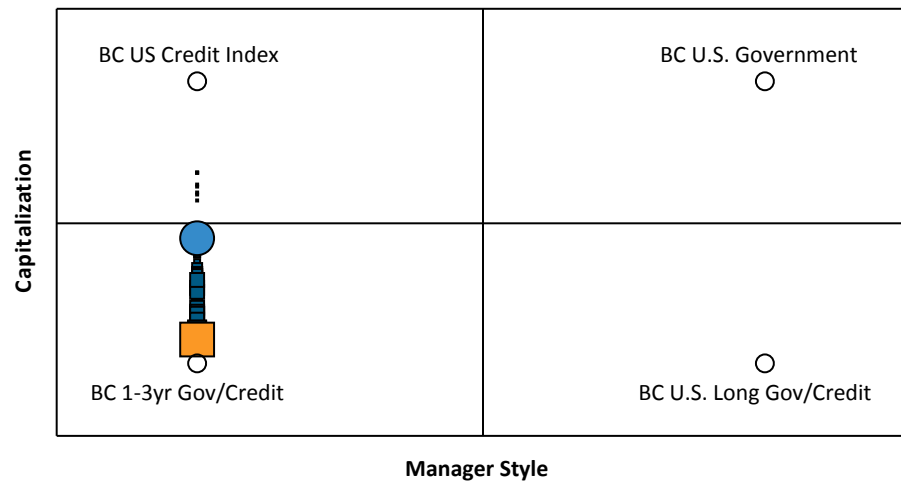 BC US Credit Index
BC U.S. Government
Capitalization
BC 1-3yr Gov/Credit
BC U.S. Long Gov/Credit
Manager Style